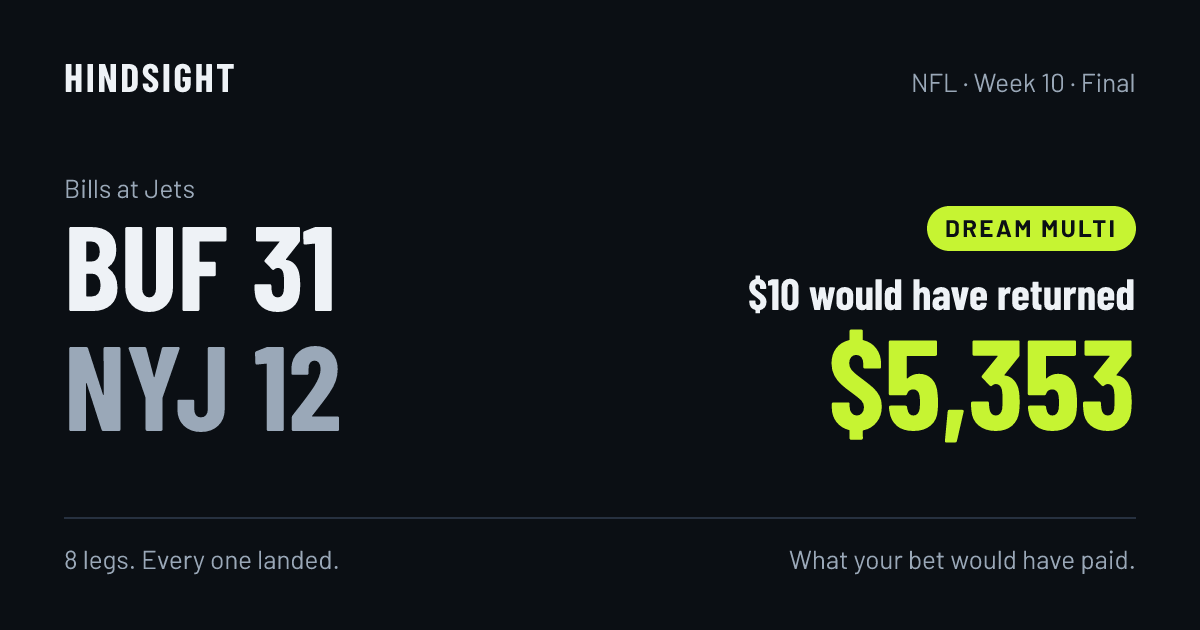 HINDSIGHT
NFL · Week 10 · Final
Bills at Jets
BUF 31
NYJ 12
DREAM MULTI
$10 would have returned
$5,353
8 legs. Every one landed.
What your bet would have paid.